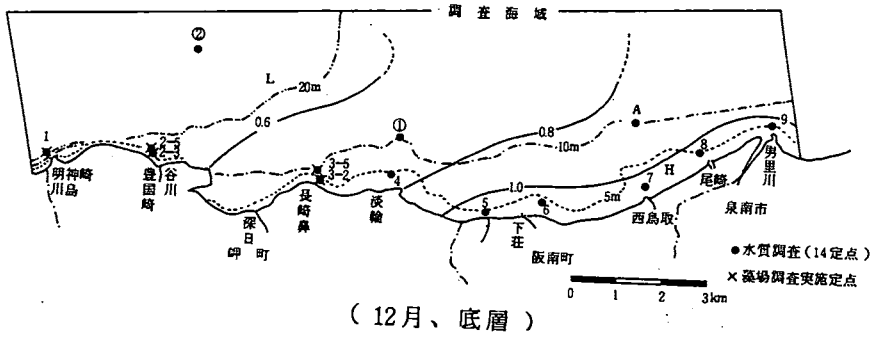 調査海域
②
L
20m
0.6
①
0.8
A
10m
1
2-5
2-3
3-5
3-2
4
1.0
5
6
5m
7
H
8
9
明神崎
川島
豊国崎
谷川
深日
岬町
長崎鼻
淡輪
下荘
阪南町
西鳥取
尾崎
男里川
泉南市
●水質調査(14定点)
×藻場調査実施定点
0 1 2 3km
(12月、底層)